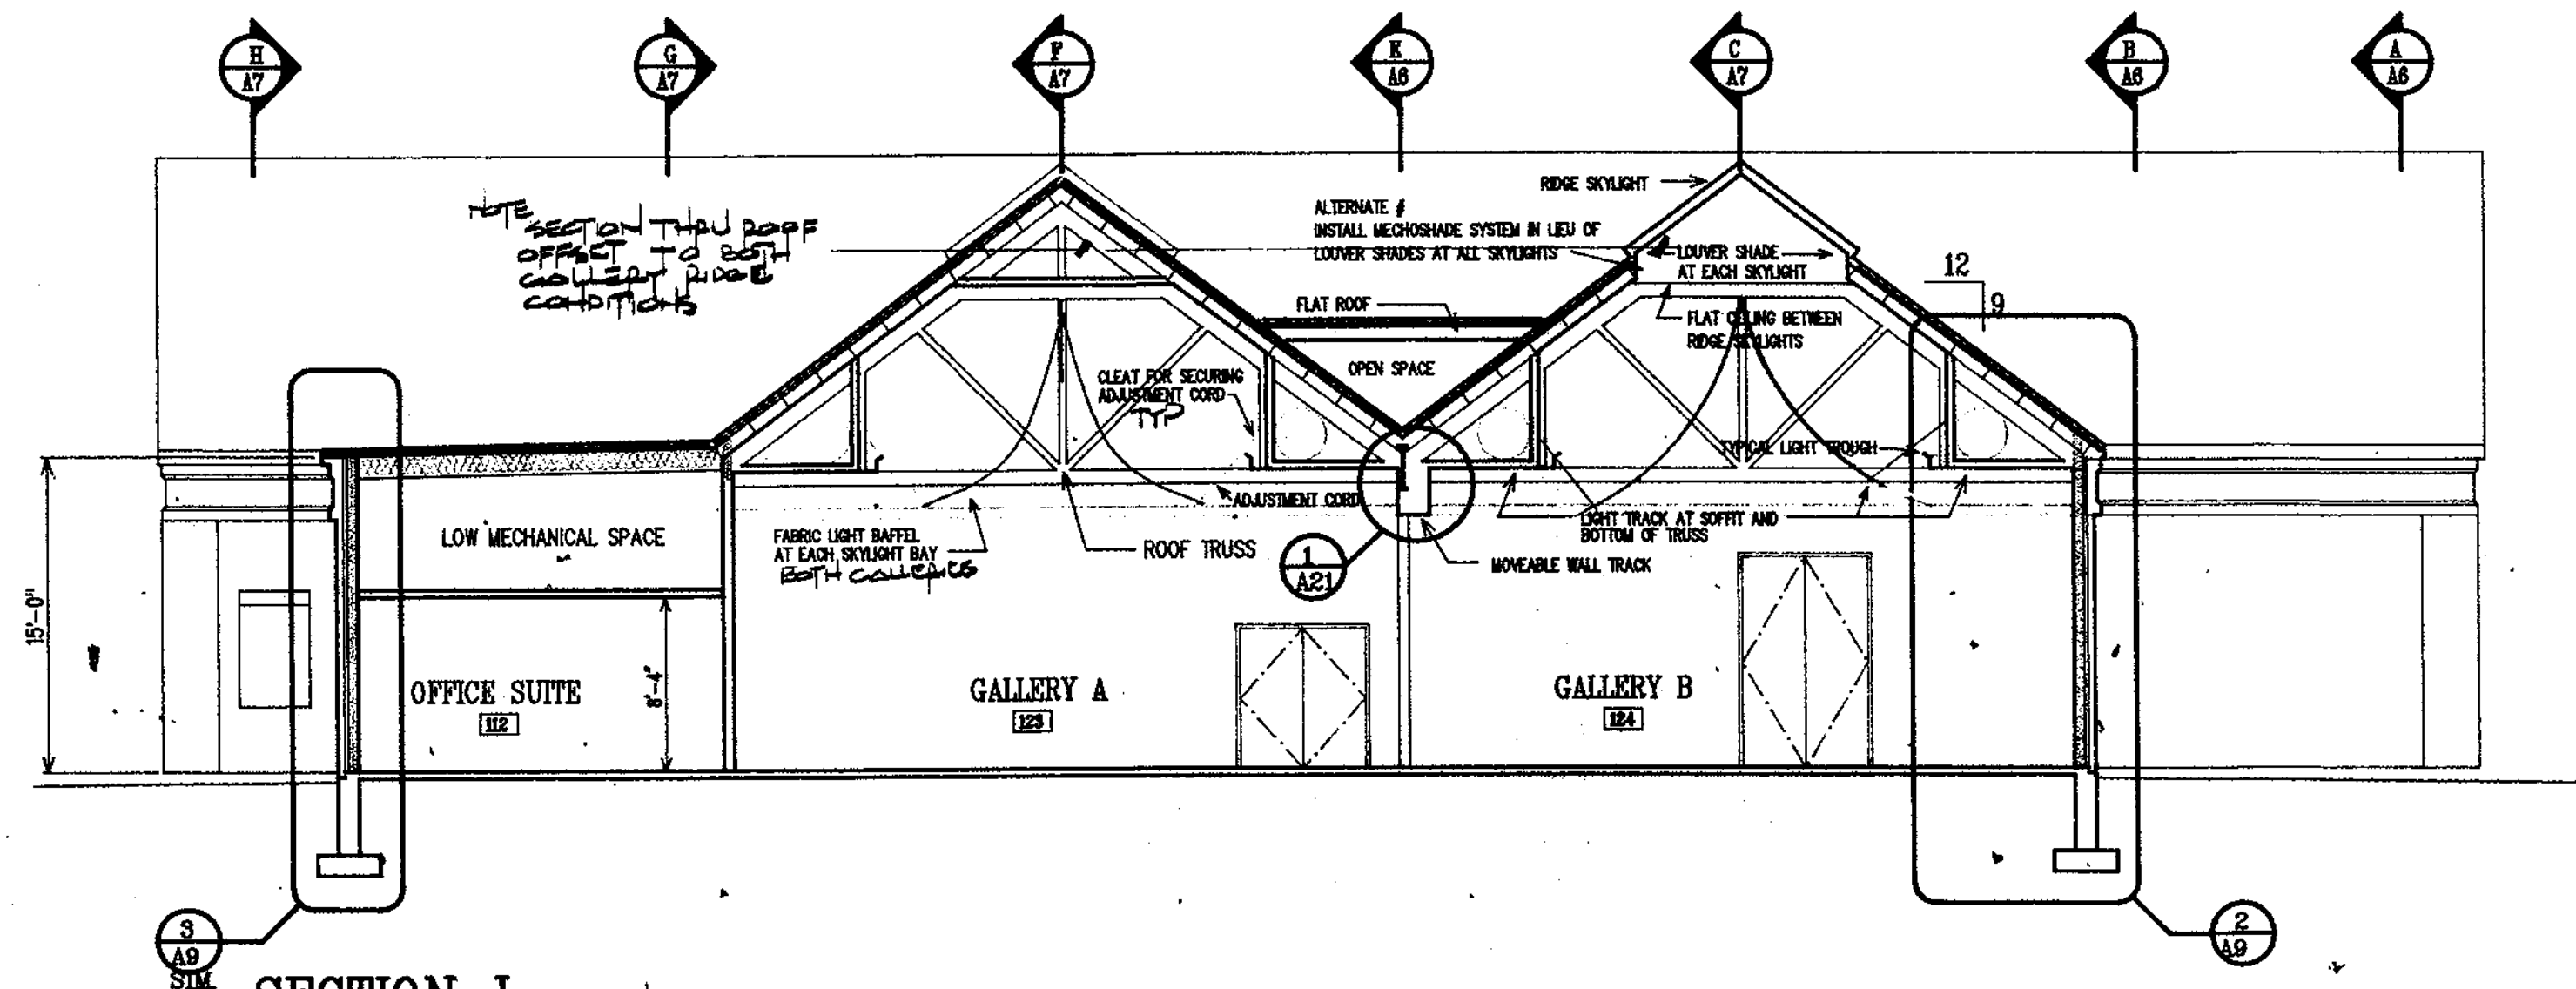 H
A7
G
A7
F
A7
E
A6
C
A7
B
A6
A
A6
NOTE
SECTION THRU ROOF
OFFSET TO BOTH
GALLERY RIDGE
CONDITIONS
RIDGE SKYLIGHT
ALTERNATE #
INSTALL MECHOSHADE SYSTEM IN LIEU OF
LOUVER SHADES AT ALL SKYLIGHTS
LOUVER SHADE
AT EACH SKYLIGHT
12
9
FLAT ROOF
FLAT CEILING BETWEEN
RIDGE SKYLIGHTS
OPEN SPACE
CLEAT FOR SECURING
ADJUSTMENT CORD
TYP
TYPICAL LIGHT TROUGH
ADJUSTMENT CORD
LOW MECHANICAL SPACE
FABRIC LIGHT BAFFEL
AT EACH SKYLIGHT BAY
BOTH GALLERIES
ROOF TRUSS
1
A21
LIGHT TRACK AT SOFFIT AND
BOTTOM OF TRUSS
MOVEABLE WALL TRACK
15'-0"
8'-4"
OFFICE SUITE
112
GALLERY A
123
GALLERY B
124
3
A9
SIM
2
A9
SECTION J